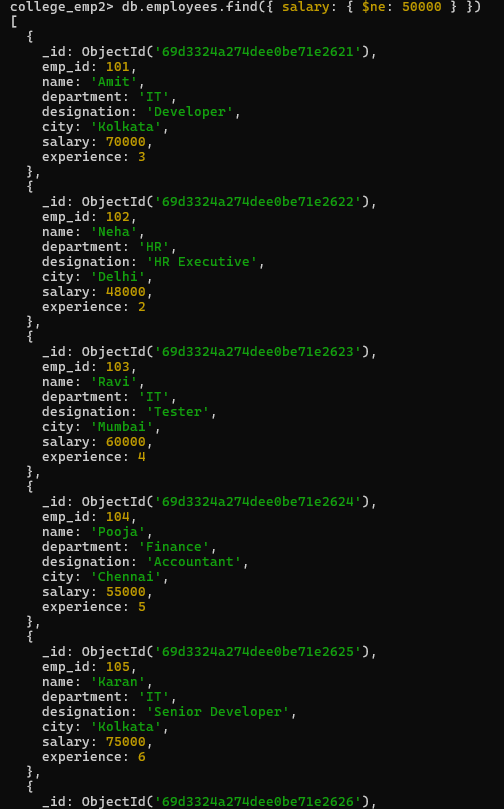 college_emp2> db.employees.find({ salary: { $ne: 50000 } })
[
  {
    _id: ObjectId('69d3324a274dee0be71e2621'),
    emp_id: 101,
    name: 'Amit',
    department: 'IT',
    designation: 'Developer',
    city: 'Kolkata',
    salary: 70000,
    experience: 3
  },
  {
    _id: ObjectId('69d3324a274dee0be71e2622'),
    emp_id: 102,
    name: 'Neha',
    department: 'HR',
    designation: 'HR Executive',
    city: 'Delhi',
    salary: 48000,
    experience: 2
  },
  {
    _id: ObjectId('69d3324a274dee0be71e2623'),
    emp_id: 103,
    name: 'Ravi',
    department: 'IT',
    designation: 'Tester',
    city: 'Mumbai',
    salary: 60000,
    experience: 4
  },
  {
    _id: ObjectId('69d3324a274dee0be71e2624'),
    emp_id: 104,
    name: 'Pooja',
    department: 'Finance',
    designation: 'Accountant',
    city: 'Chennai',
    salary: 55000,
    experience: 5
  },
  {
    _id: ObjectId('69d3324a274dee0be71e2625'),
    emp_id: 105,
    name: 'Karan',
    department: 'IT',
    designation: 'Senior Developer',
    city: 'Kolkata',
    salary: 75000,
    experience: 6
  },
  {
    _id: ObjectId('69d3324a274dee0be71e2626'),